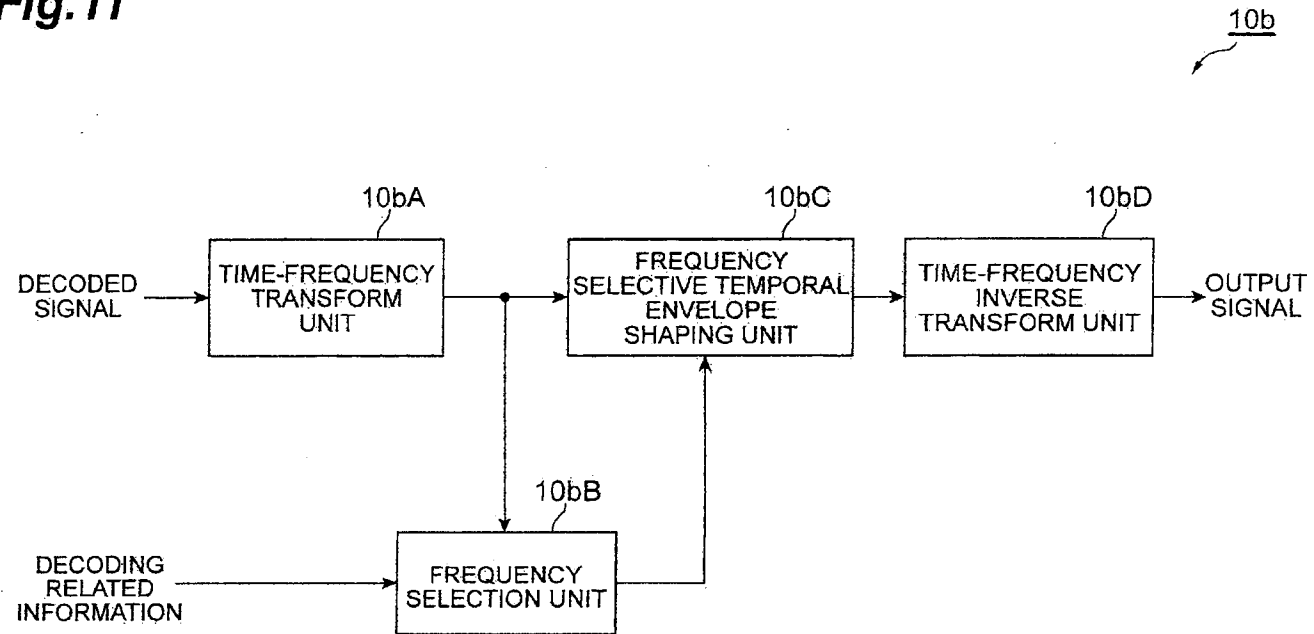 Fig.11
10b
10bA
10bC
10bD
DECODED
SIGNAL
TIME-FREQUENCY
TRANSFORM
UNIT
FREQUENCY
SELECTIVE TEMPORAL
ENVELOPE
SHAPING UNIT
TIME-FREQUENCY
INVERSE
TRANSFORM UNIT
OUTPUT
SIGNAL
10bB
DECODING
RELATED
INFORMATION
FREQUENCY
SELECTION UNIT